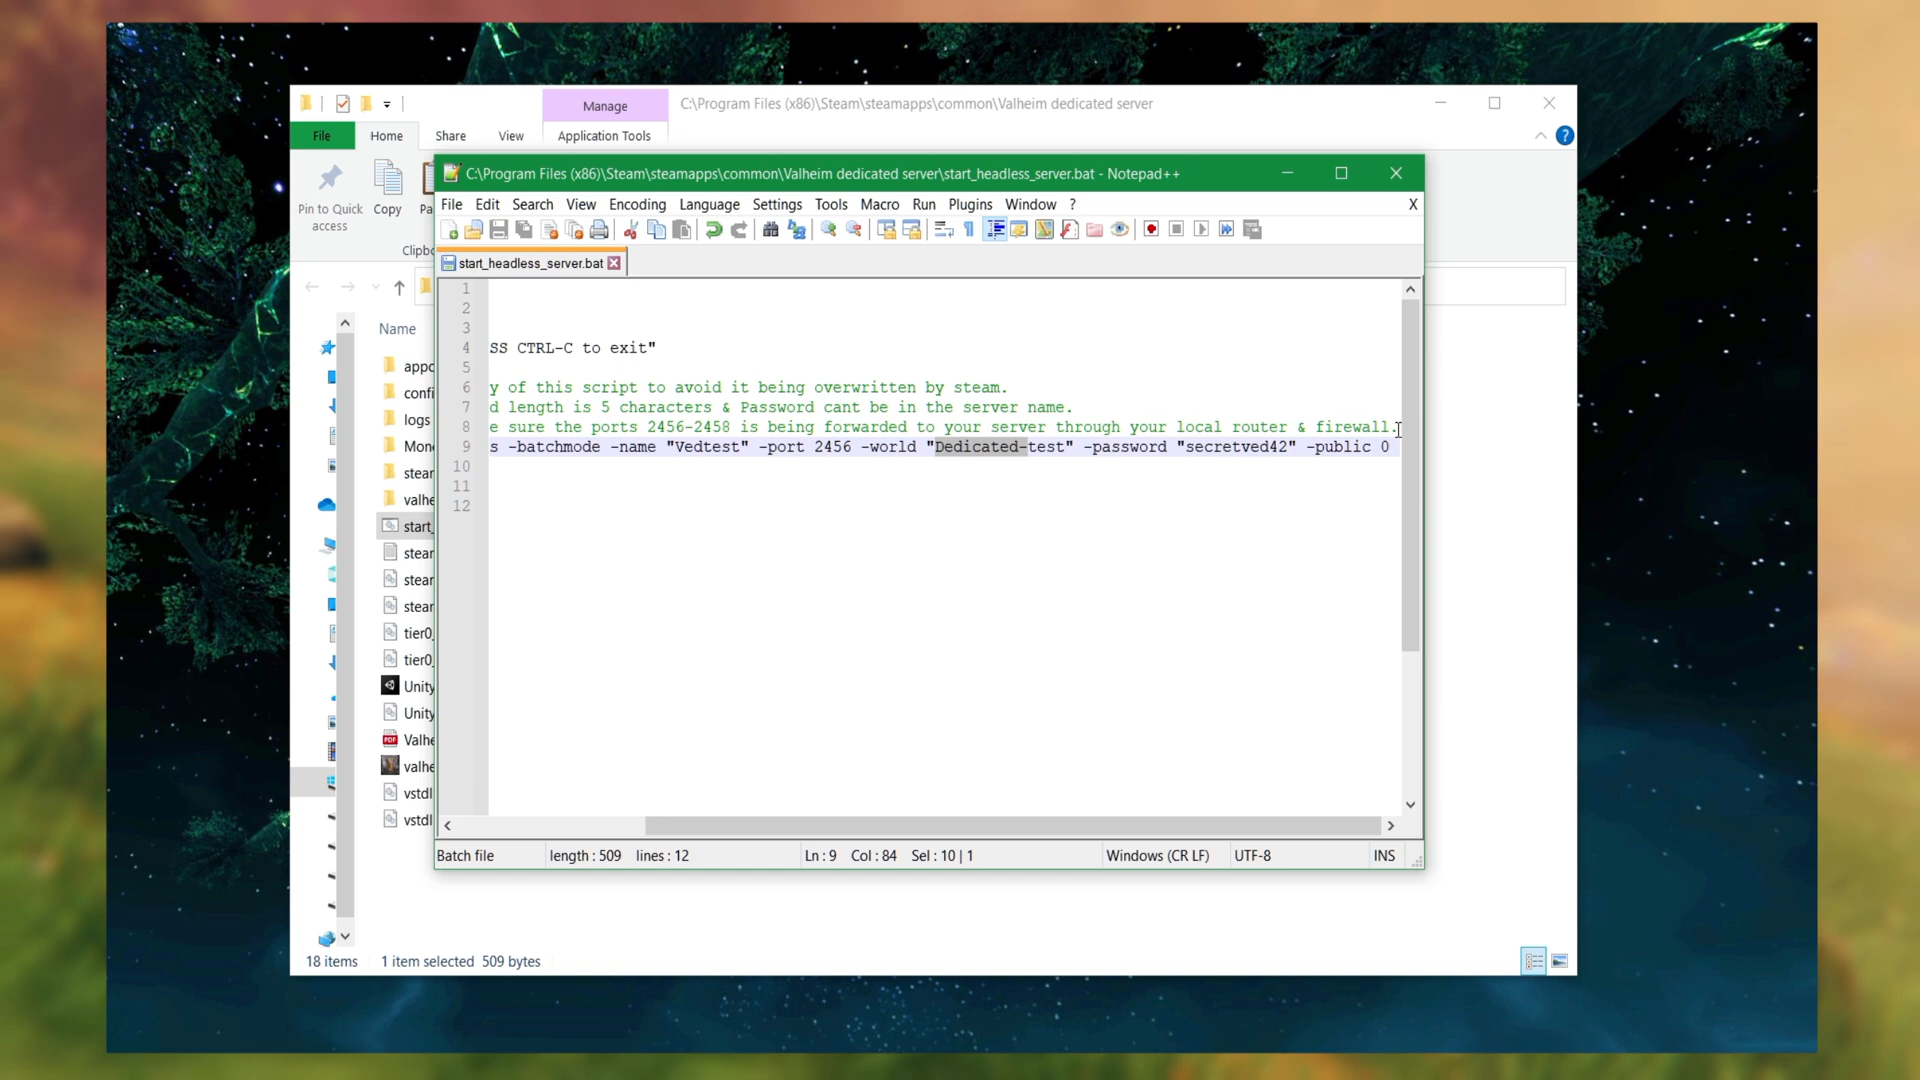 Manage
C:\Program Files (x86)\Steam\steamapps\common\Valheim dedicated server
File
Home
Share
View
Application Tools
Pin to Quick
access
Copy
Pa
Clipbo
C:\Program Files (x86)\Steam\steamapps\common\Valheim dedicated server\start_headless_server.bat - Notepad++
File Edit Search View Encoding Language Settings Tools Macro Run Plugins Window ? X
start_headless_server.bat
1
2
3
4 SS CTRL-C to exit"
5
6 y of this script to avoid it being overwritten by steam.
7 d length is 5 characters & Password cant be in the server name.
8 e sure the ports 2456-2458 is being forwarded to your server through your local router & firewall.
9 s -batchmode -name "Vedtest" -port 2456 -world "Dedicated-test" -password "secretved42" -public 0
10
11
12
Batch file length : 509 lines : 12 Ln : 9 Col : 84 Sel : 10 | 1 Windows (CR LF) UTF-8 INS
Name
appc
confi
logs
Mono
stear
valhe
start_
stear
stear
stear
tier0_
tier0_
Unity
Unity
PDF
Valhe
valhe
vstdl
vstdl
18 items 1 item selected 509 bytes